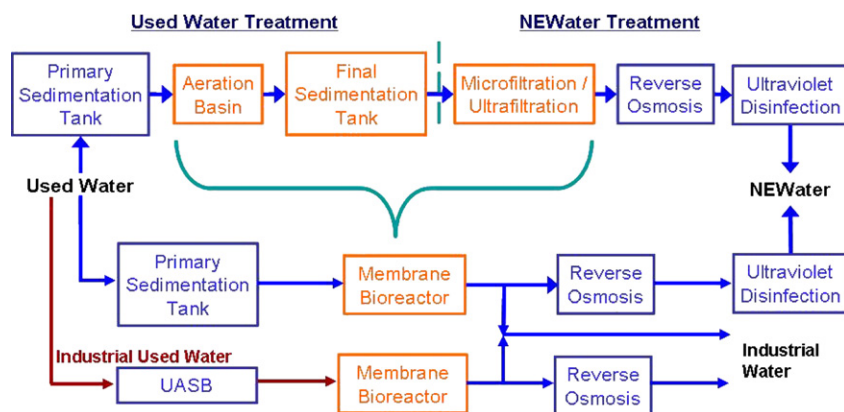 Used Water Treatment
NEWater Treatment
Primary
Sedimentation
Tank
Aeration
Basin
Final
Sedimentation
Tank
Microfiltration /
Ultrafiltration
Reverse
Osmosis
Ultraviolet
Disinfection
Used Water
NEWater
Primary
Sedimentation
Tank
Membrane
Bioreactor
Reverse
Osmosis
Ultraviolet
Disinfection
Industrial Used Water
UASB
Membrane
Bioreactor
Reverse
Osmosis
Industrial
Water